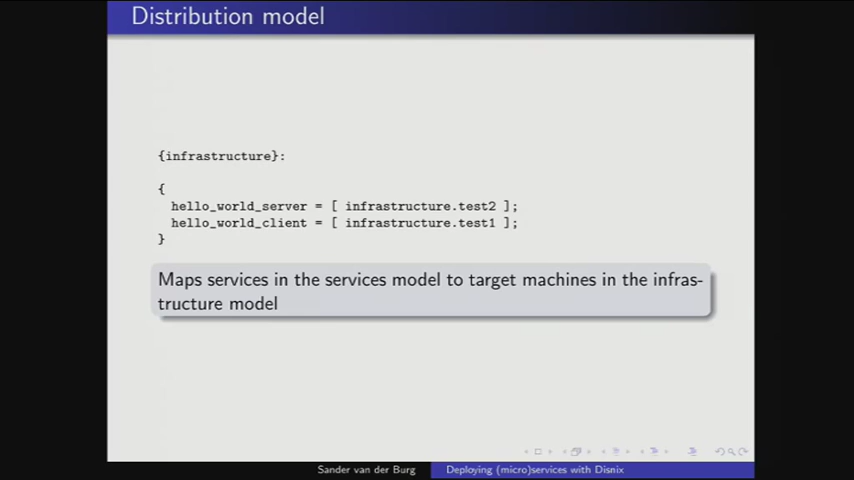 Distribution model
{infrastructure}:
{
hello_world_server = [ infrastructure.test2 ];
hello_world_client = [ infrastructure.test1 ];
}
Maps services in the services model to target machines in the infras-
tructure model
Sander van der Burg
Deploying (micro)services with Disnix